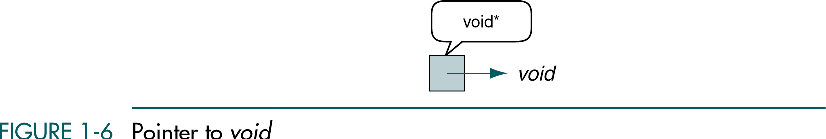 void*
void
FIGURE 1-6 Pointer to void